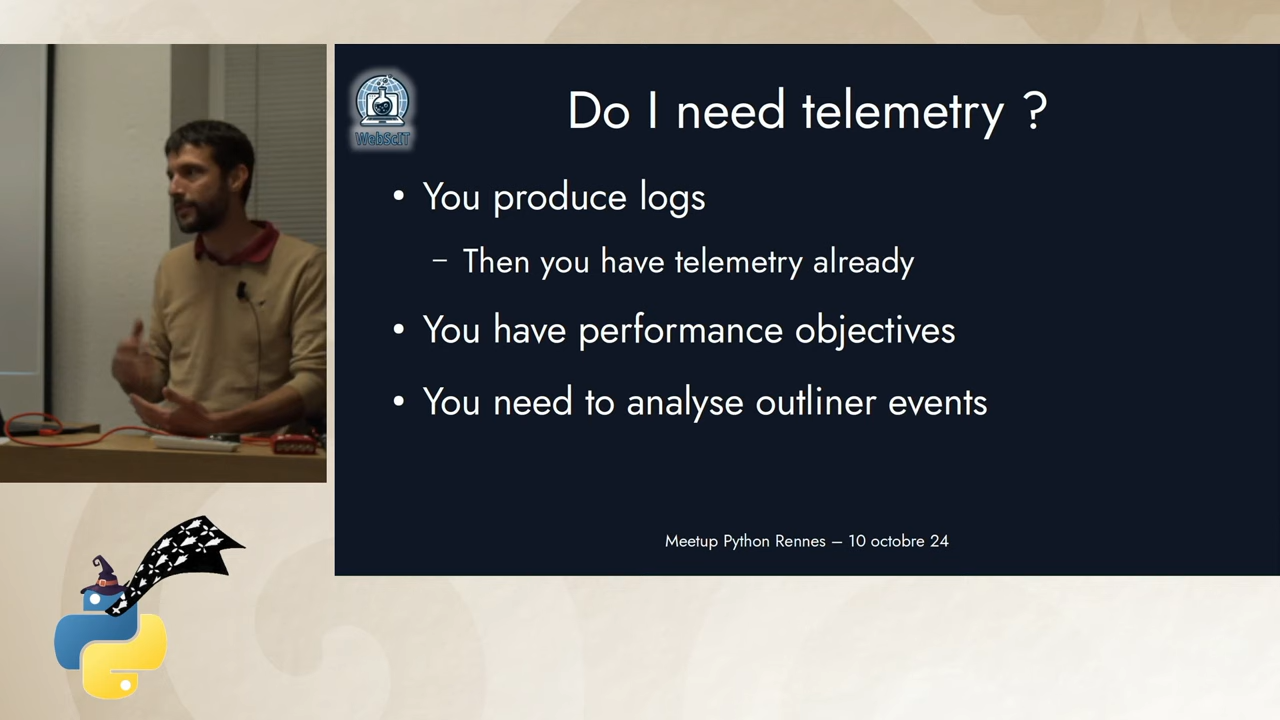 WebScIT
Do I need telemetry ?
• You produce logs
– Then you have telemetry already
• You have performance objectives
• You need to analyse outliner events
Meetup Python Rennes – 10 octobre 24